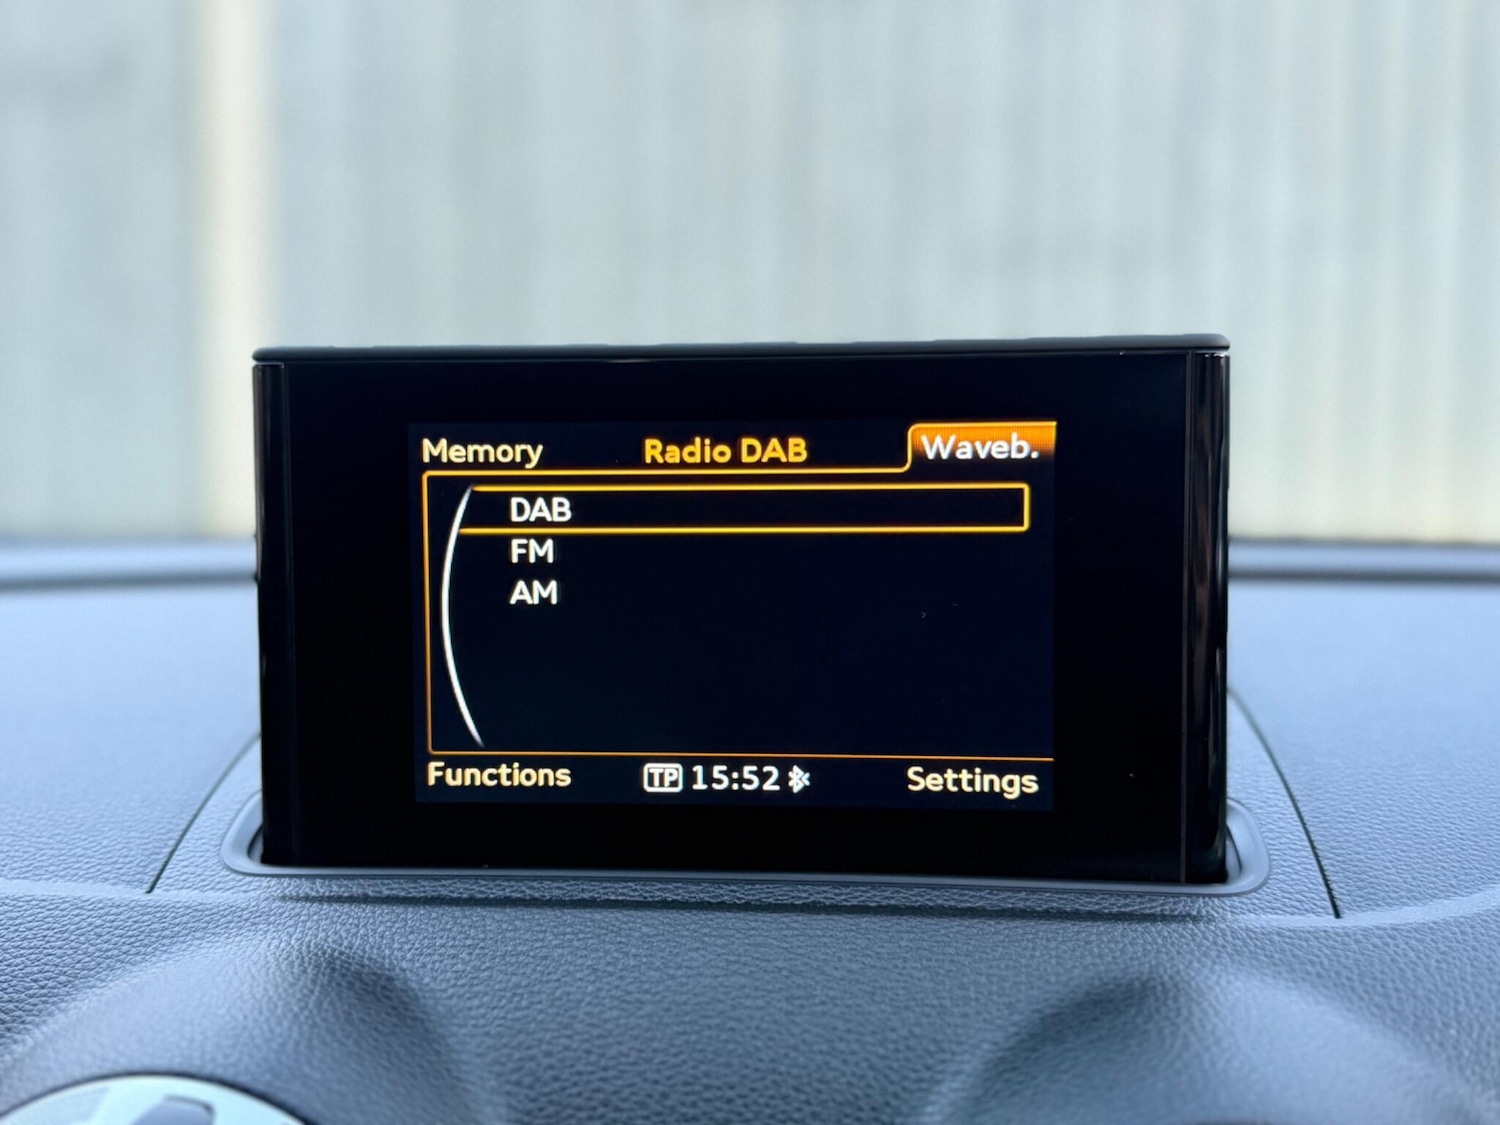 Memory Radio DAB Waveb.
DAB
FM
AM
Functions TP 15:52 Settings